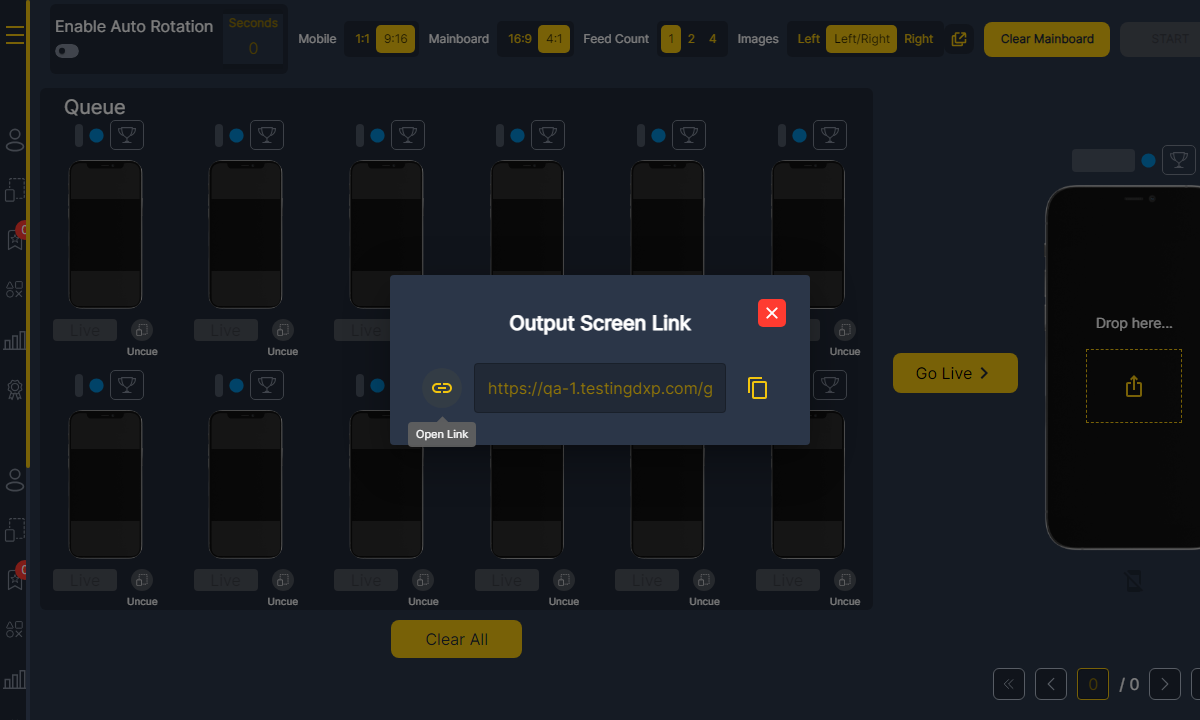 Enable Auto Rotation
Seconds
0
Mobile
1:1
9:16
Mainboard
16:9
4:1
Feed Count
1
2
4
Images
Left
Left/Right
Right
Clear Mainboard
START
Queue
Live
Uncue
Live
Uncue
Live
Uncue
Output Screen Link
https://qa-1.testingdxp.com/g
Open Link
Go Live
Drop here...
Live
Uncue
Live
Uncue
Live
Uncue
Live
Uncue
Live
Uncue
Live
Uncue
Clear All
0
/ 0